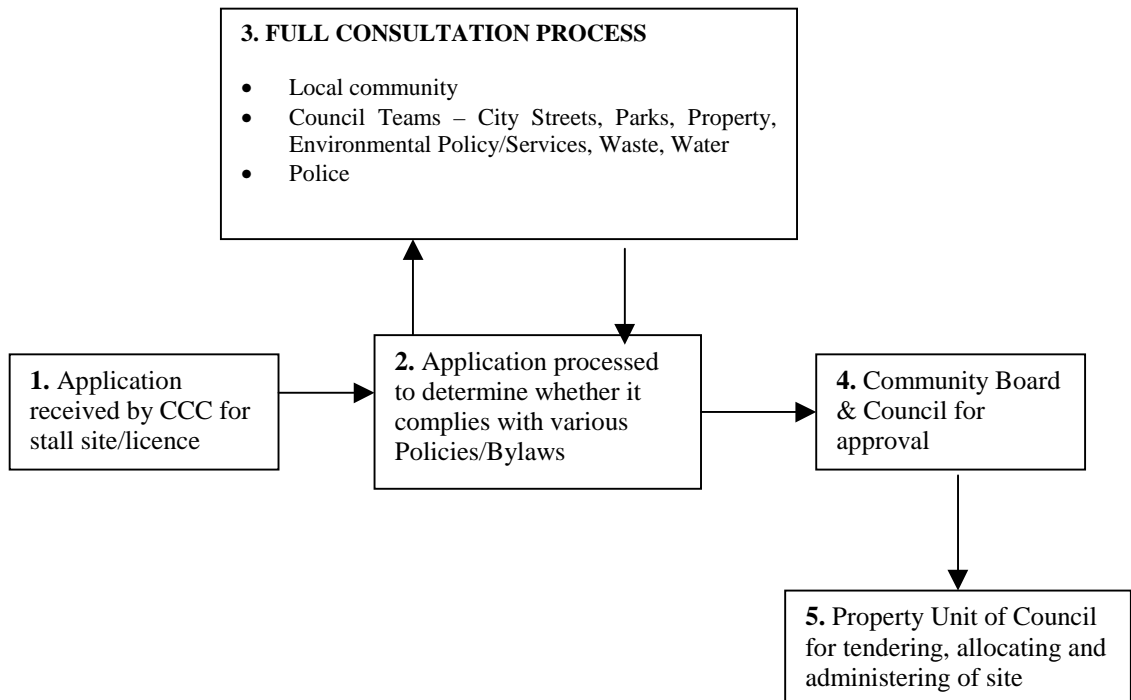 3. FULL CONSULTATION PROCESS
• Local community
• Council Teams – City Streets, Parks, Property,
Environmental Policy/Services, Waste, Water
• Police
1. Application
received by CCC for
stall site/licence
2. Application processed
to determine whether it
complies with various
Policies/Bylaws
4. Community Board
& Council for
approval
5. Property Unit of Council
for tendering, allocating and
administering of site